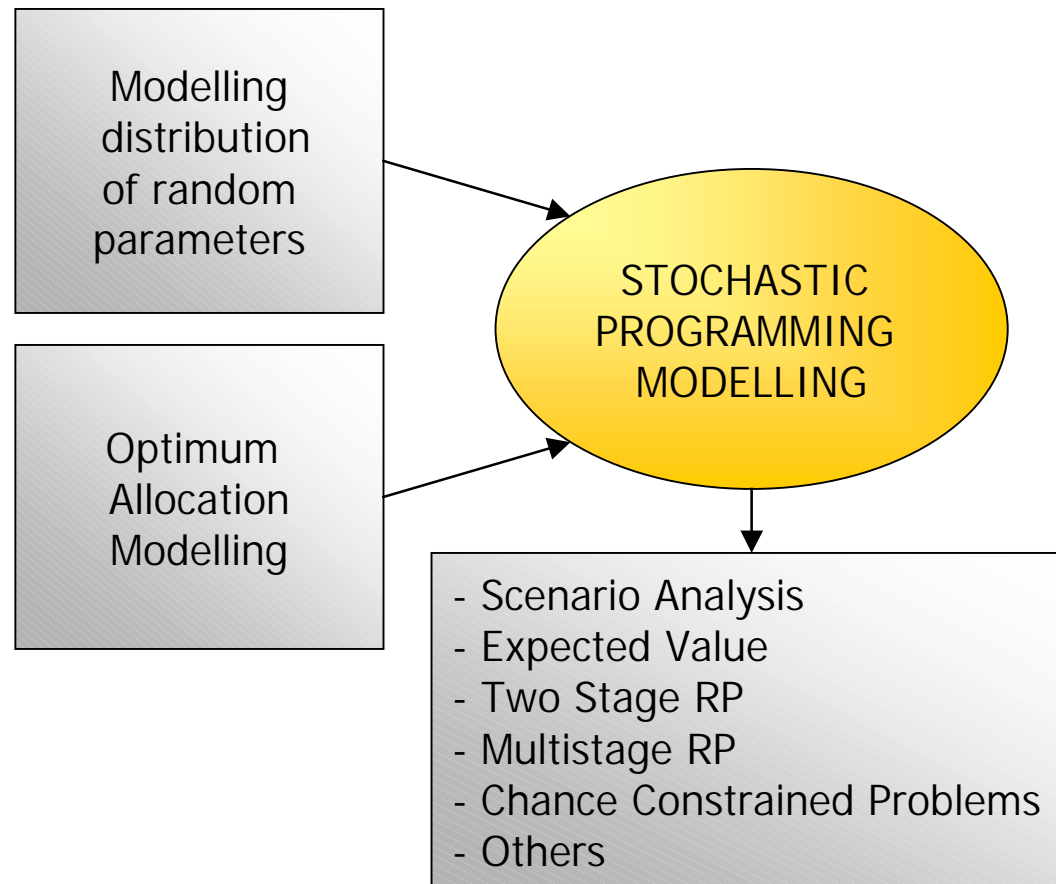 Modelling
distribution
of random
parameters
STOCHASTIC
PROGRAMMING
MODELLING
Optimum
Allocation
Modelling
- Scenario Analysis
- Expected Value
- Two Stage RP
- Multistage RP
- Chance Constrained Problems
- Others